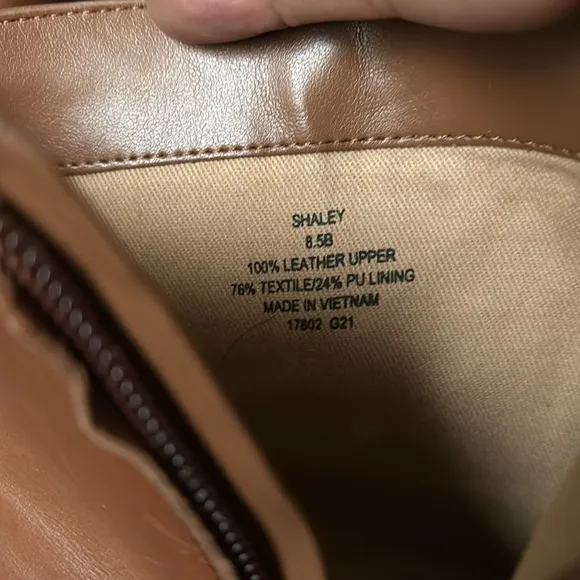 SHALEY
8.5B
100% LEATHER UPPER
76% TEXTILE/24% PU LINING
MADE IN VIETNAM
17802 G21